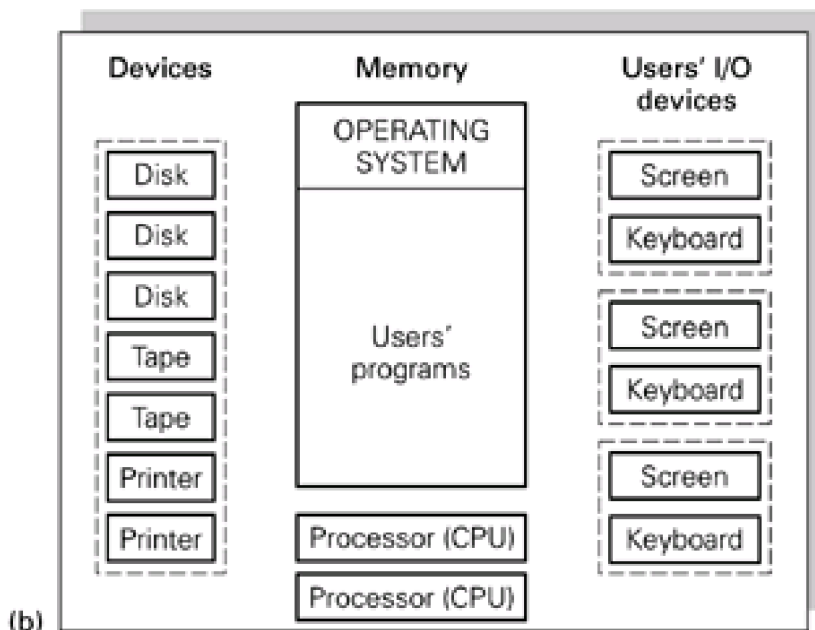 Devices
Disk
Disk
Disk
Tape
Tape
Printer
Printer
Memory
OPERATING
SYSTEM
Users'
programs
Processor (CPU)
Processor (CPU)
Users' I/O
devices
Screen
Keyboard
Screen
Keyboard
Screen
Keyboard
(b)